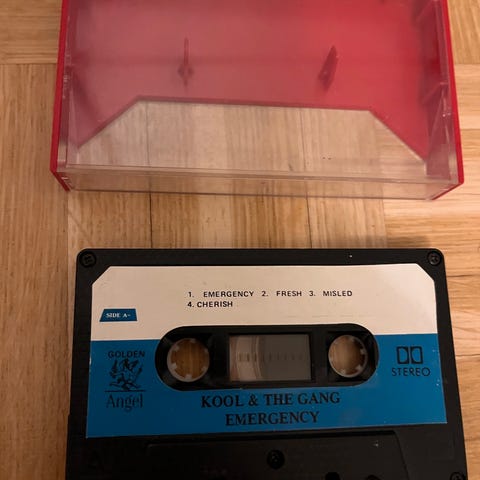 1. EMERGENCY 2. FRESH 3. MISLED
4. CHERISH
SIDE A-
GOLDEN
Angel
STEREO
KOOL & THE GANG
EMERGENCY